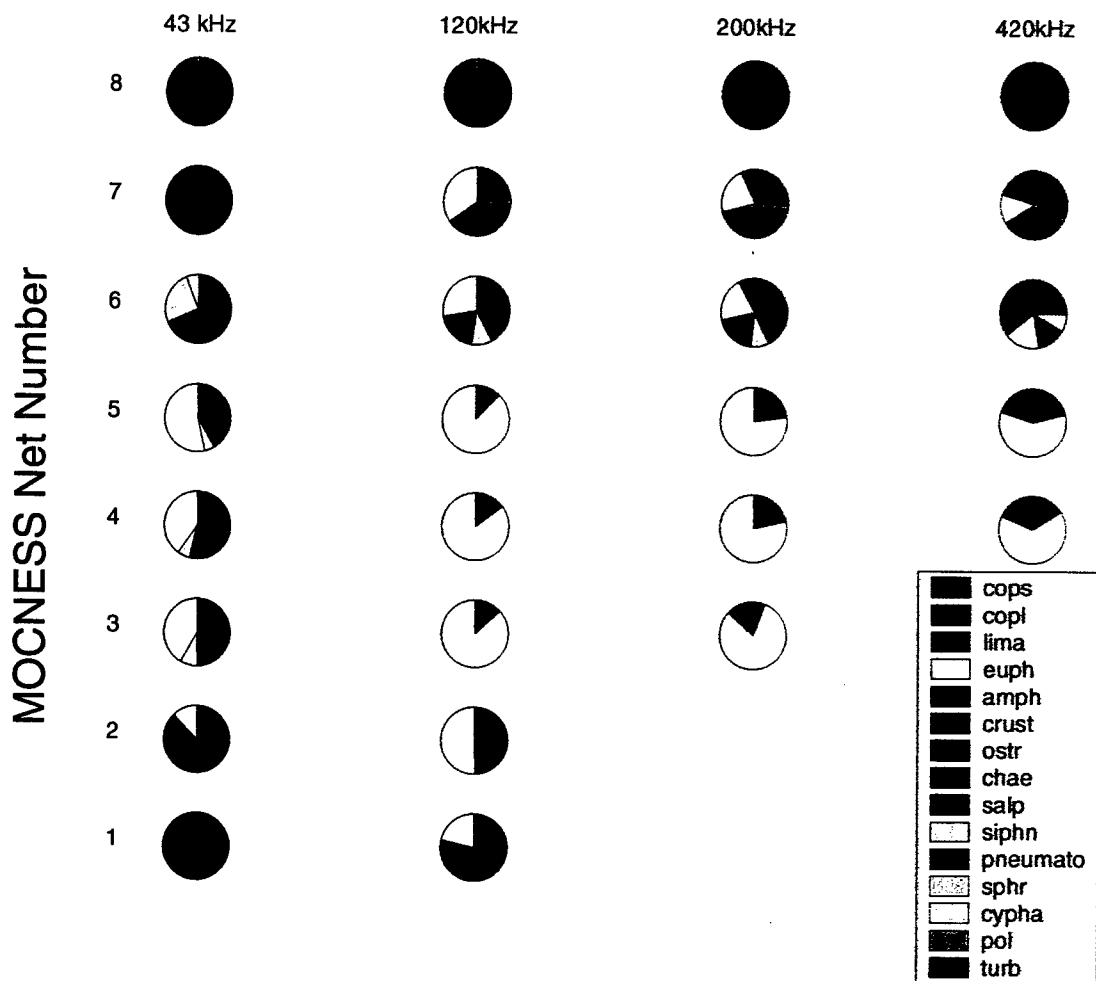 43 kHz 120kHz 200kHz 420kHz
8
7
6
5
4
3
2
1
MOCNESS Net Number
cops
copl
lima
euph
amph
crust
ostr
chae
salp
siphn
pneumato
sphr
cypha
pol
turb